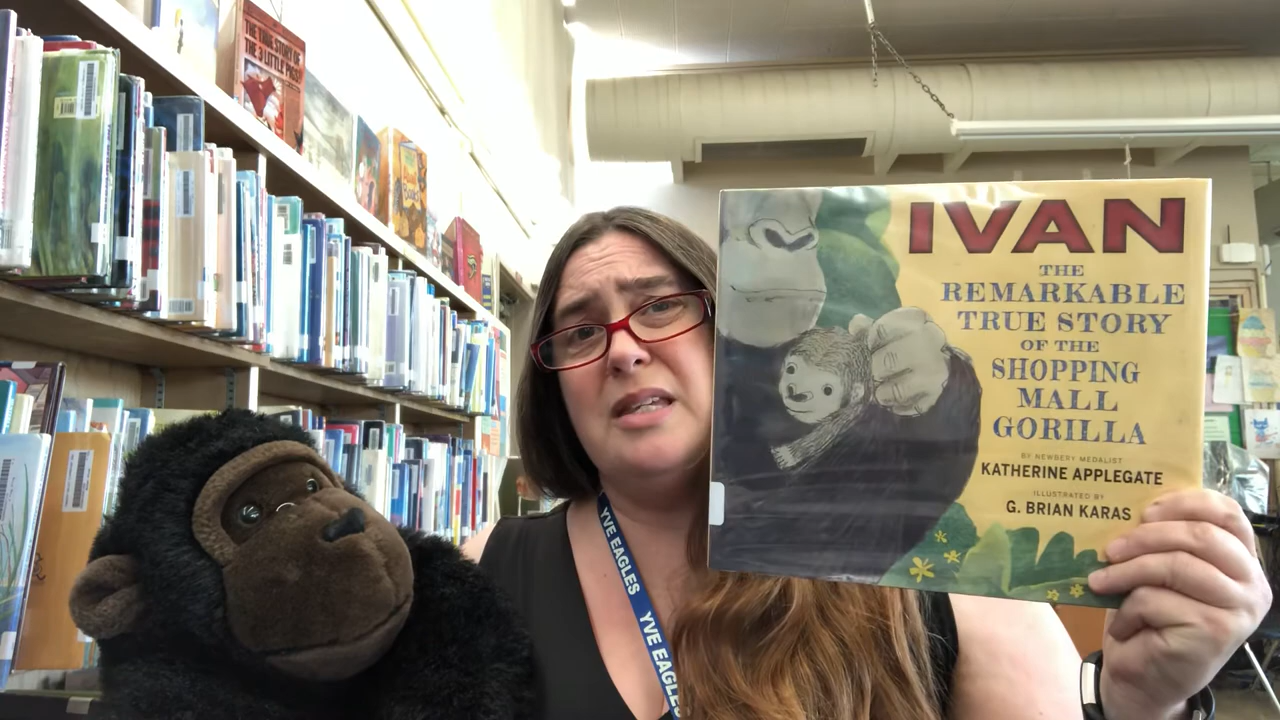 THE TRUE STORY OF
THE 3 LITTLE PIGS!
IVAN
THE
REMARKABLE
TRUE STORY
OF THE
SHOPPING
MALL
GORILLA
BY NEWBERY MEDALIST
KATHERINE APPLEGATE
ILLUSTRATED BY
G. BRIAN KARAS
YVE EAGLES
YVE EAGLES